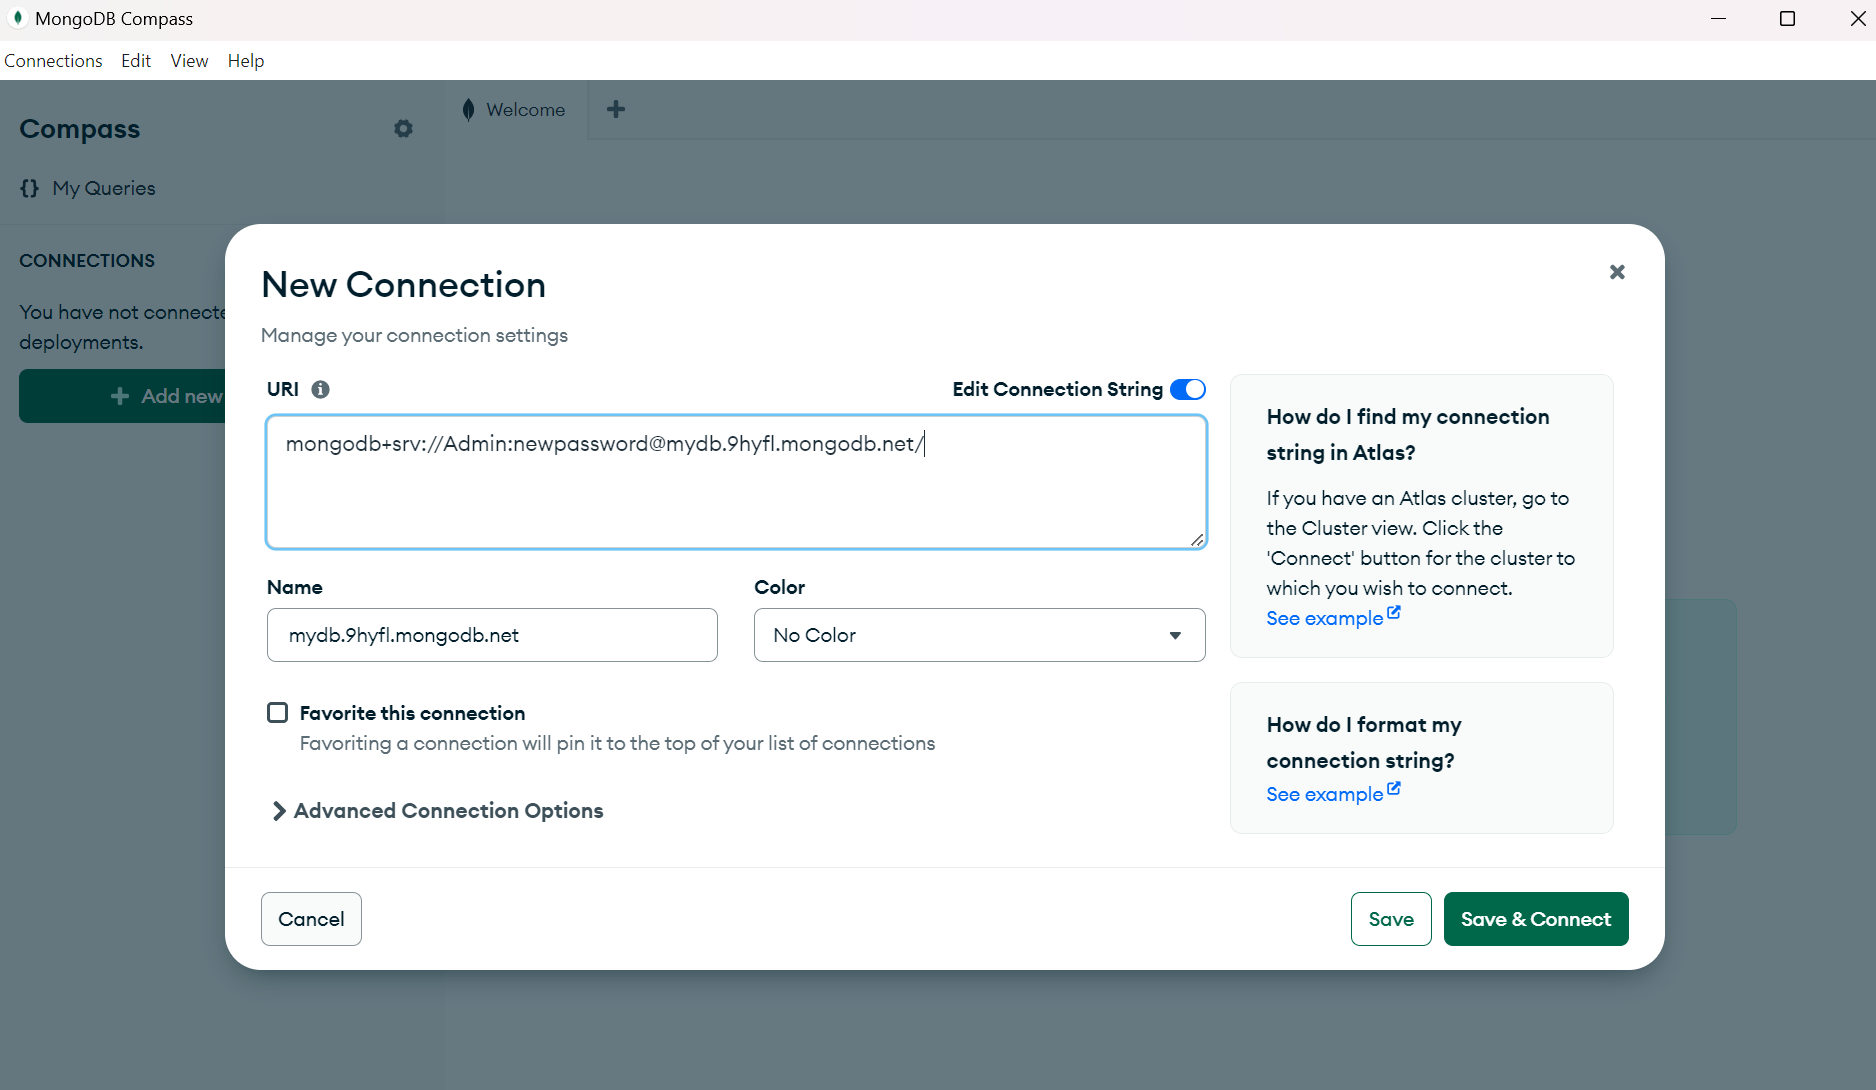 MongoDB Compass
Connections Edit View Help
Compass
Welcome
{} My Queries
CONNECTIONS
You have not connecte
deployments.
+ Add new
New Connection
Manage your connection settings
URI
Edit Connection String
mongodb+srv://Admin:newpassword@mydb.9hyfl.mongodb.net/
Name
Color
mydb.9hyfl.mongodb.net
No Color
Favorite this connection
Favoriting a connection will pin it to the top of your list of connections
Advanced Connection Options
How do I find my connection
string in Atlas?
If you have an Atlas cluster, go to
the Cluster view. Click the
'Connect' button for the cluster to
which you wish to connect.
See example
How do I format my
connection string?
See example
Cancel
Save
Save & Connect